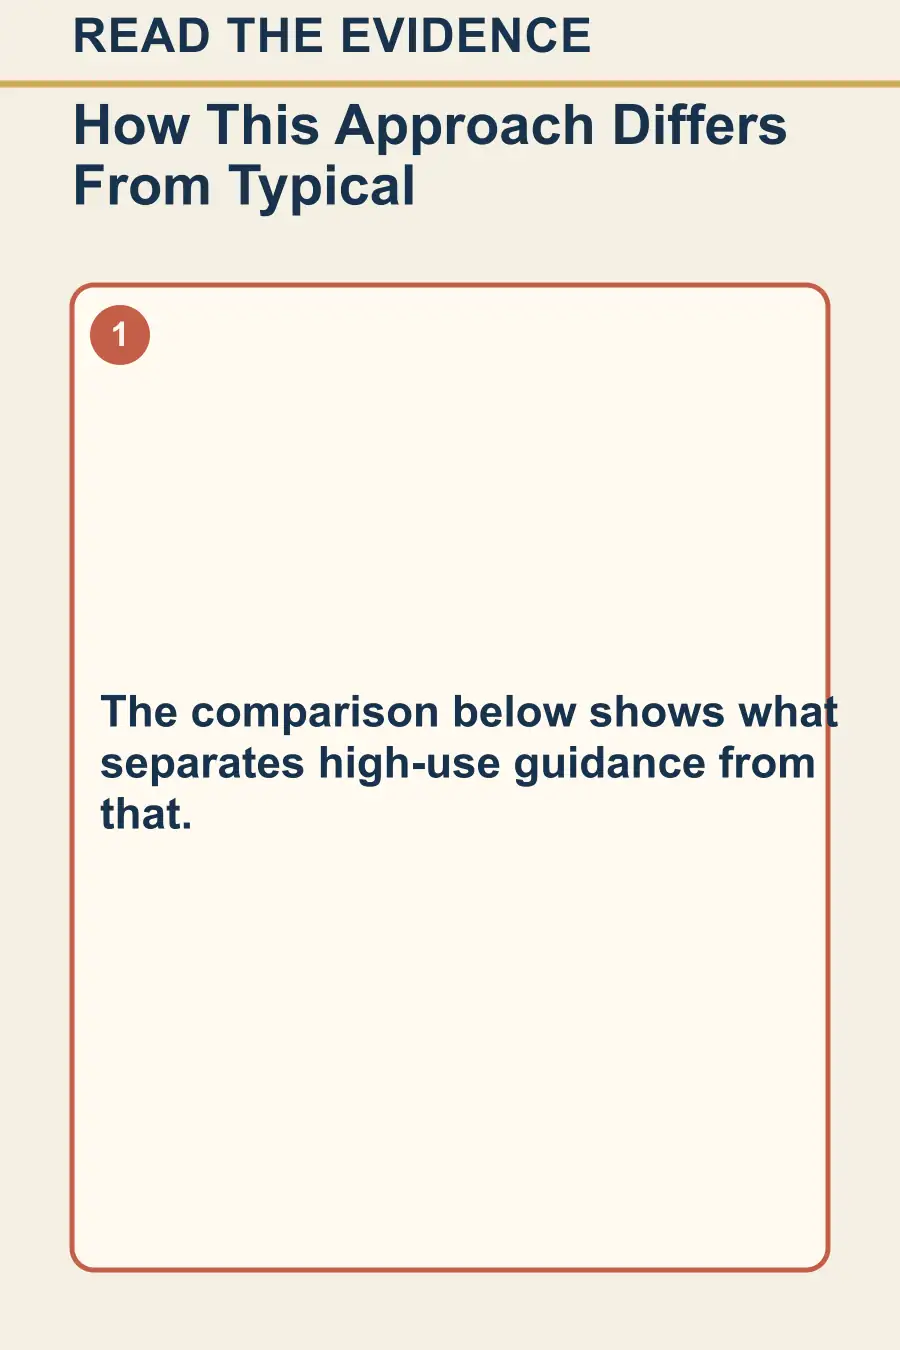 READ THE EVIDENCE
How This Approach Differs
From Typical
1
The comparison below shows what
separates high-use guidance from
that.